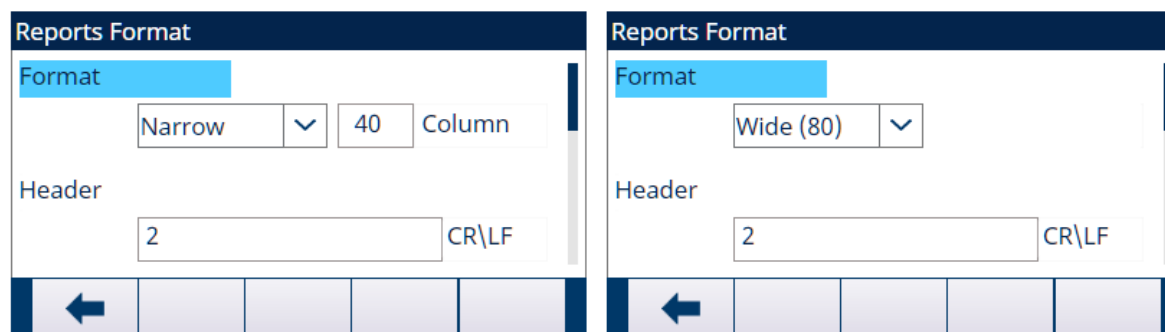 Reports Format
Format
Narrow 40 Column
Header
2 CR\LF
Reports Format
Format
Wide (80)
Header
2 CR\LF